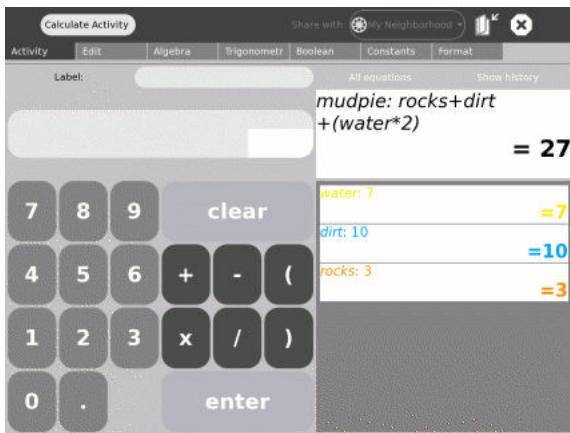 Calculate Activity
Share with: My Neighborhood
Activity Edit Algebra Trigonometr Boolean Constants Format
Label:
All equations Show history
mudpie: rocks+dirt
+(water*2)
= 27
water: 7
=7
dirt: 10
=10
rocks: 3
=3
7 8 9 clear
4 5 6 + - (
1 2 3 x / )
0 . enter